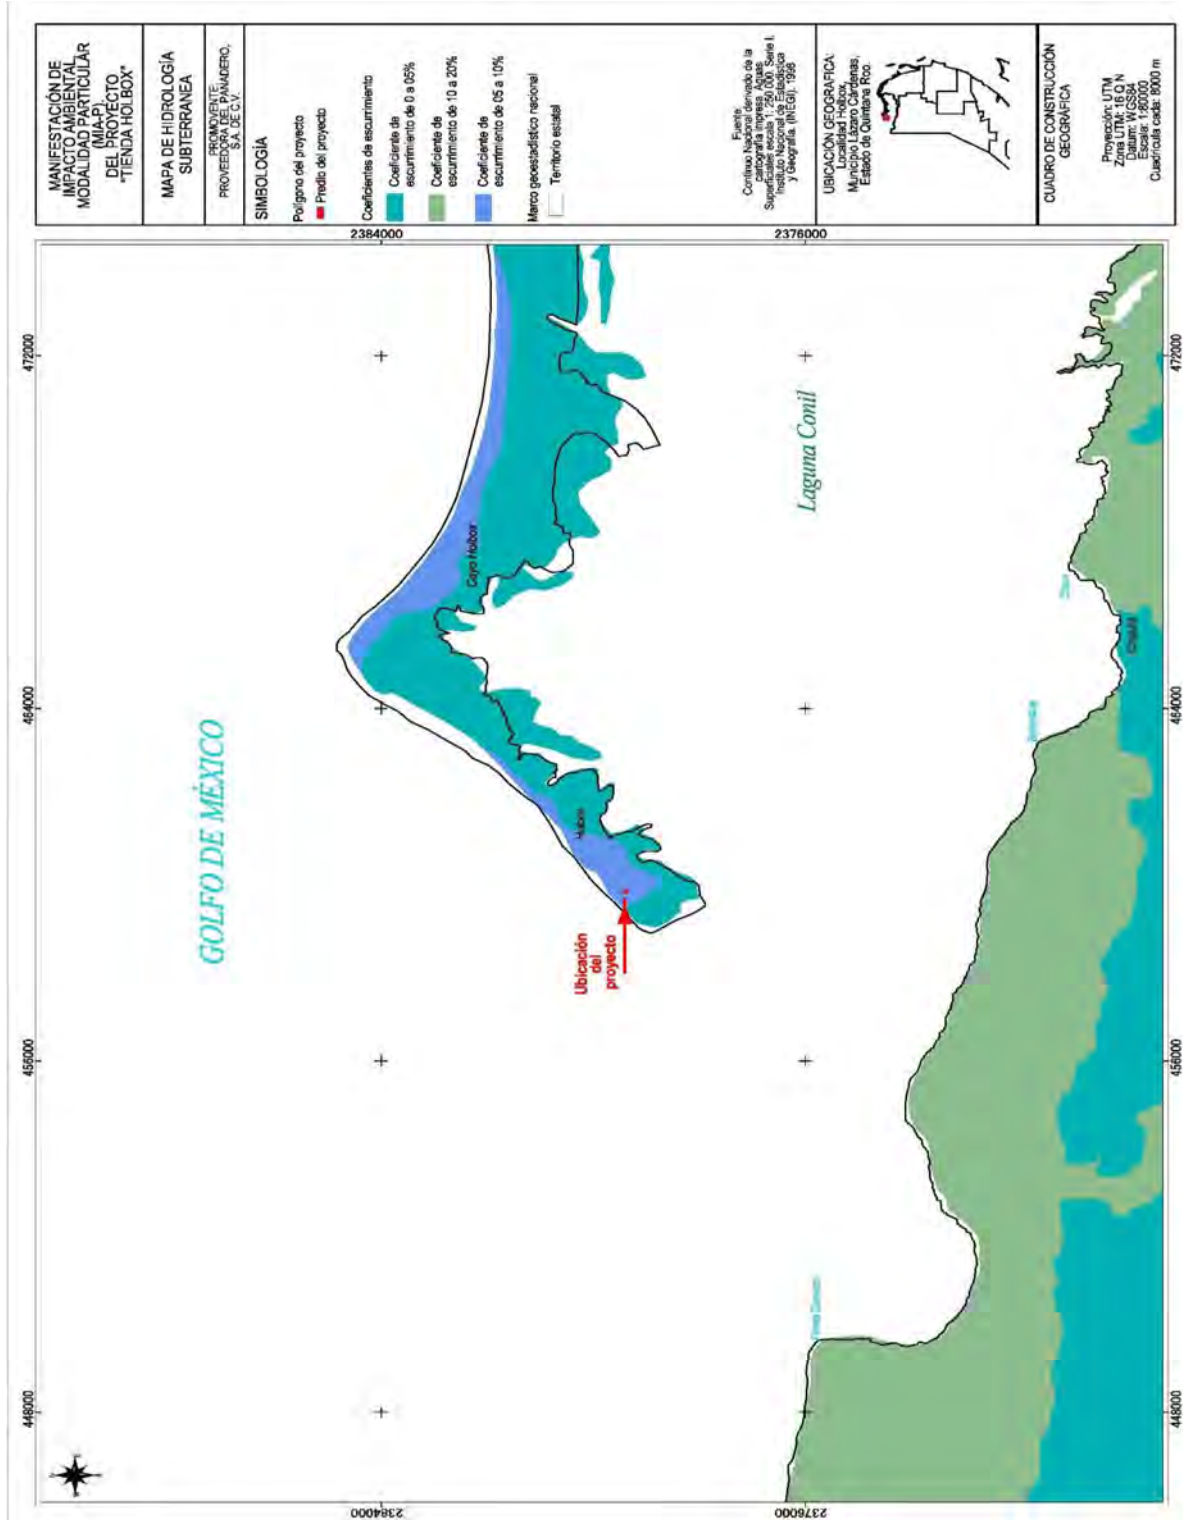 MANIFESTACIÓN DE
IMPACTO AMBIENTAL
MODALIDAD PARTICULAR
(MIA-P)
DEL PROYECTO
"TIENDA HOLBOX"
MAPA DE HIDROLOGÍA
SUBTERRANEA
PROMOVENTE:
PROVEEDORA DEL PANADERO,
S.A. DE C.V.
SIMBOLOGÍA
Polígono del proyecto
Predio del proyecto
Coeficientes de escurrimiento
Coeficiente de
escurrimiento de 0 a 05%
Coeficiente de
escurrimiento de 10 a 20%
Coeficiente de
escurrimiento de 05 a 10%
Marco geoestadístico nacional
Territorio estatal
Fuente:
Continuo Nacional derivado de la
cartografía impresa. Aguas
Superficiales escala 1: 250 000. Serie I.
Instituto Nacional de Estadística
y Geografía. (INEGI). 1996
UBICACIÓN GEOGRAFICA:
Localidad Holbox,
Municipio Lázaro Cárdenas,
Estado de Quintana Roo.
CUADRO DE CONSTRUCCIÓN
GEOGRAFICA
Proyección: UTM
Zona UTM: 16 Q N
Datum: WGS84
Escala: 1:80000
Cuadrícula cada: 8000 m
448000
456000
464000
472000
2384000
2376000
GOLFO DE MÉXICO
Cayo Holbox
Holbox
Ubicación
del
proyecto
Laguna Conil
448000
456000
464000
472000
2384000
2376000